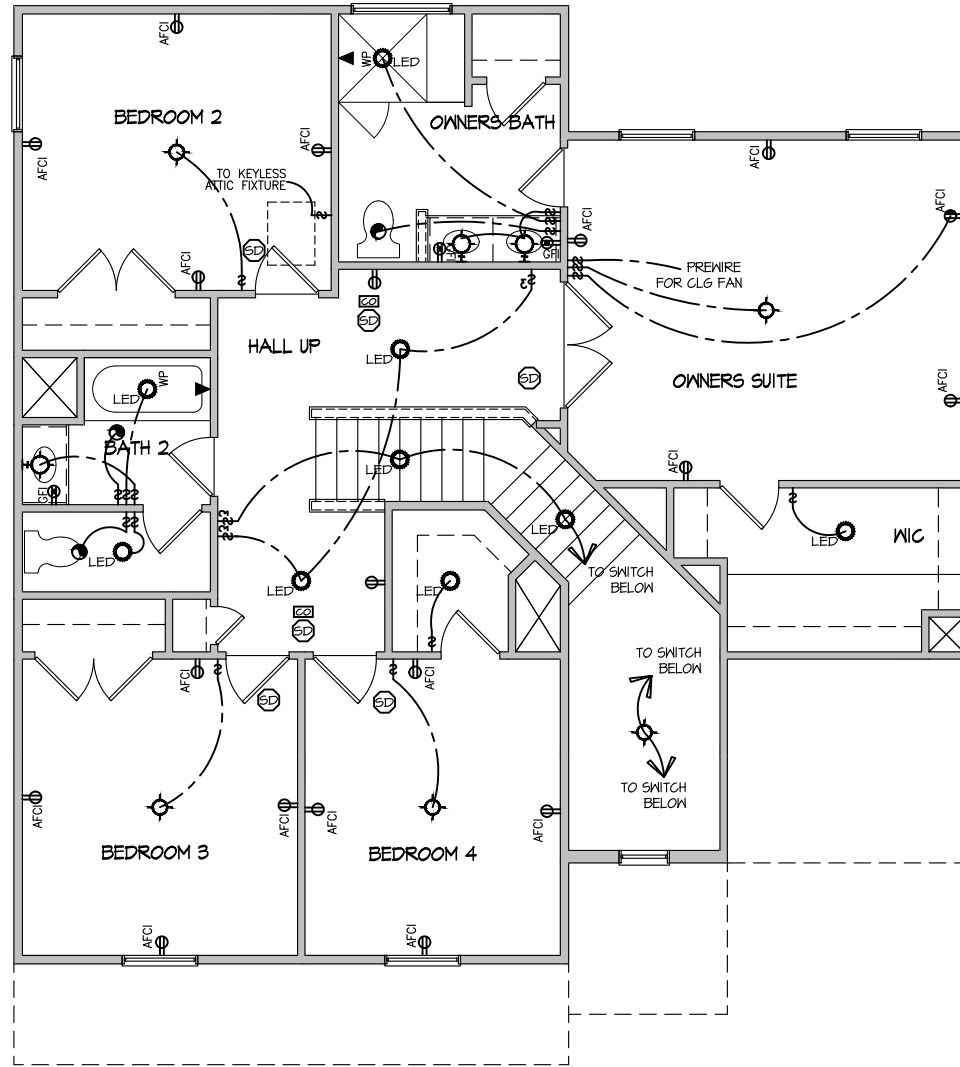 AFCI
WP
LED
BEDROOM 2
OWNERS BATH
AFCI
AFCI
AFCI
TO KEYLESS
ATTIC FIXTURE
AFCI
AFCI
SD
GFI
GFI
AFCI
PREWIRE
FOR CLG FAN
CO
SD
HALL UP
LED
SD
OWNERS SUITE
AFCI
WP
LED
BATH 2
LED
AFCI
GFI
LED
WIC
LED
LED
TO SWITCH
BELOW
LED
LED
CO
SD
TO SWITCH
BELOW
AFCI
SD
SD
AFCI
AFCI
AFCI
AFCI
AFCI
TO SWITCH
BELOW
BEDROOM 3
BEDROOM 4
AFCI
AFCI